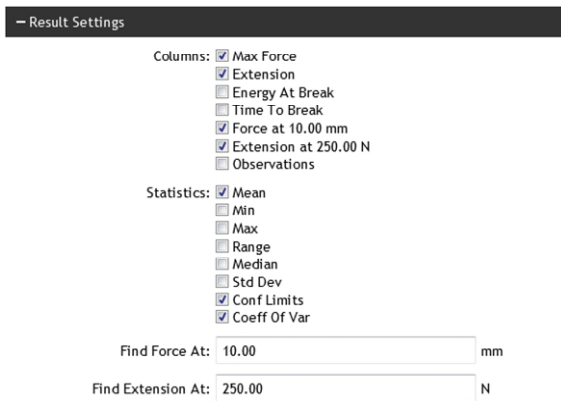 − Result Settings
Columns: Max Force
Extension
Energy At Break
Time To Break
Force at 10.00 mm
Extension at 250.00 N
Observations
Statistics: Mean
Min
Max
Range
Median
Std Dev
Conf Limits
Coeff Of Var
Find Force At: 10.00 mm
Find Extension At: 250.00 N